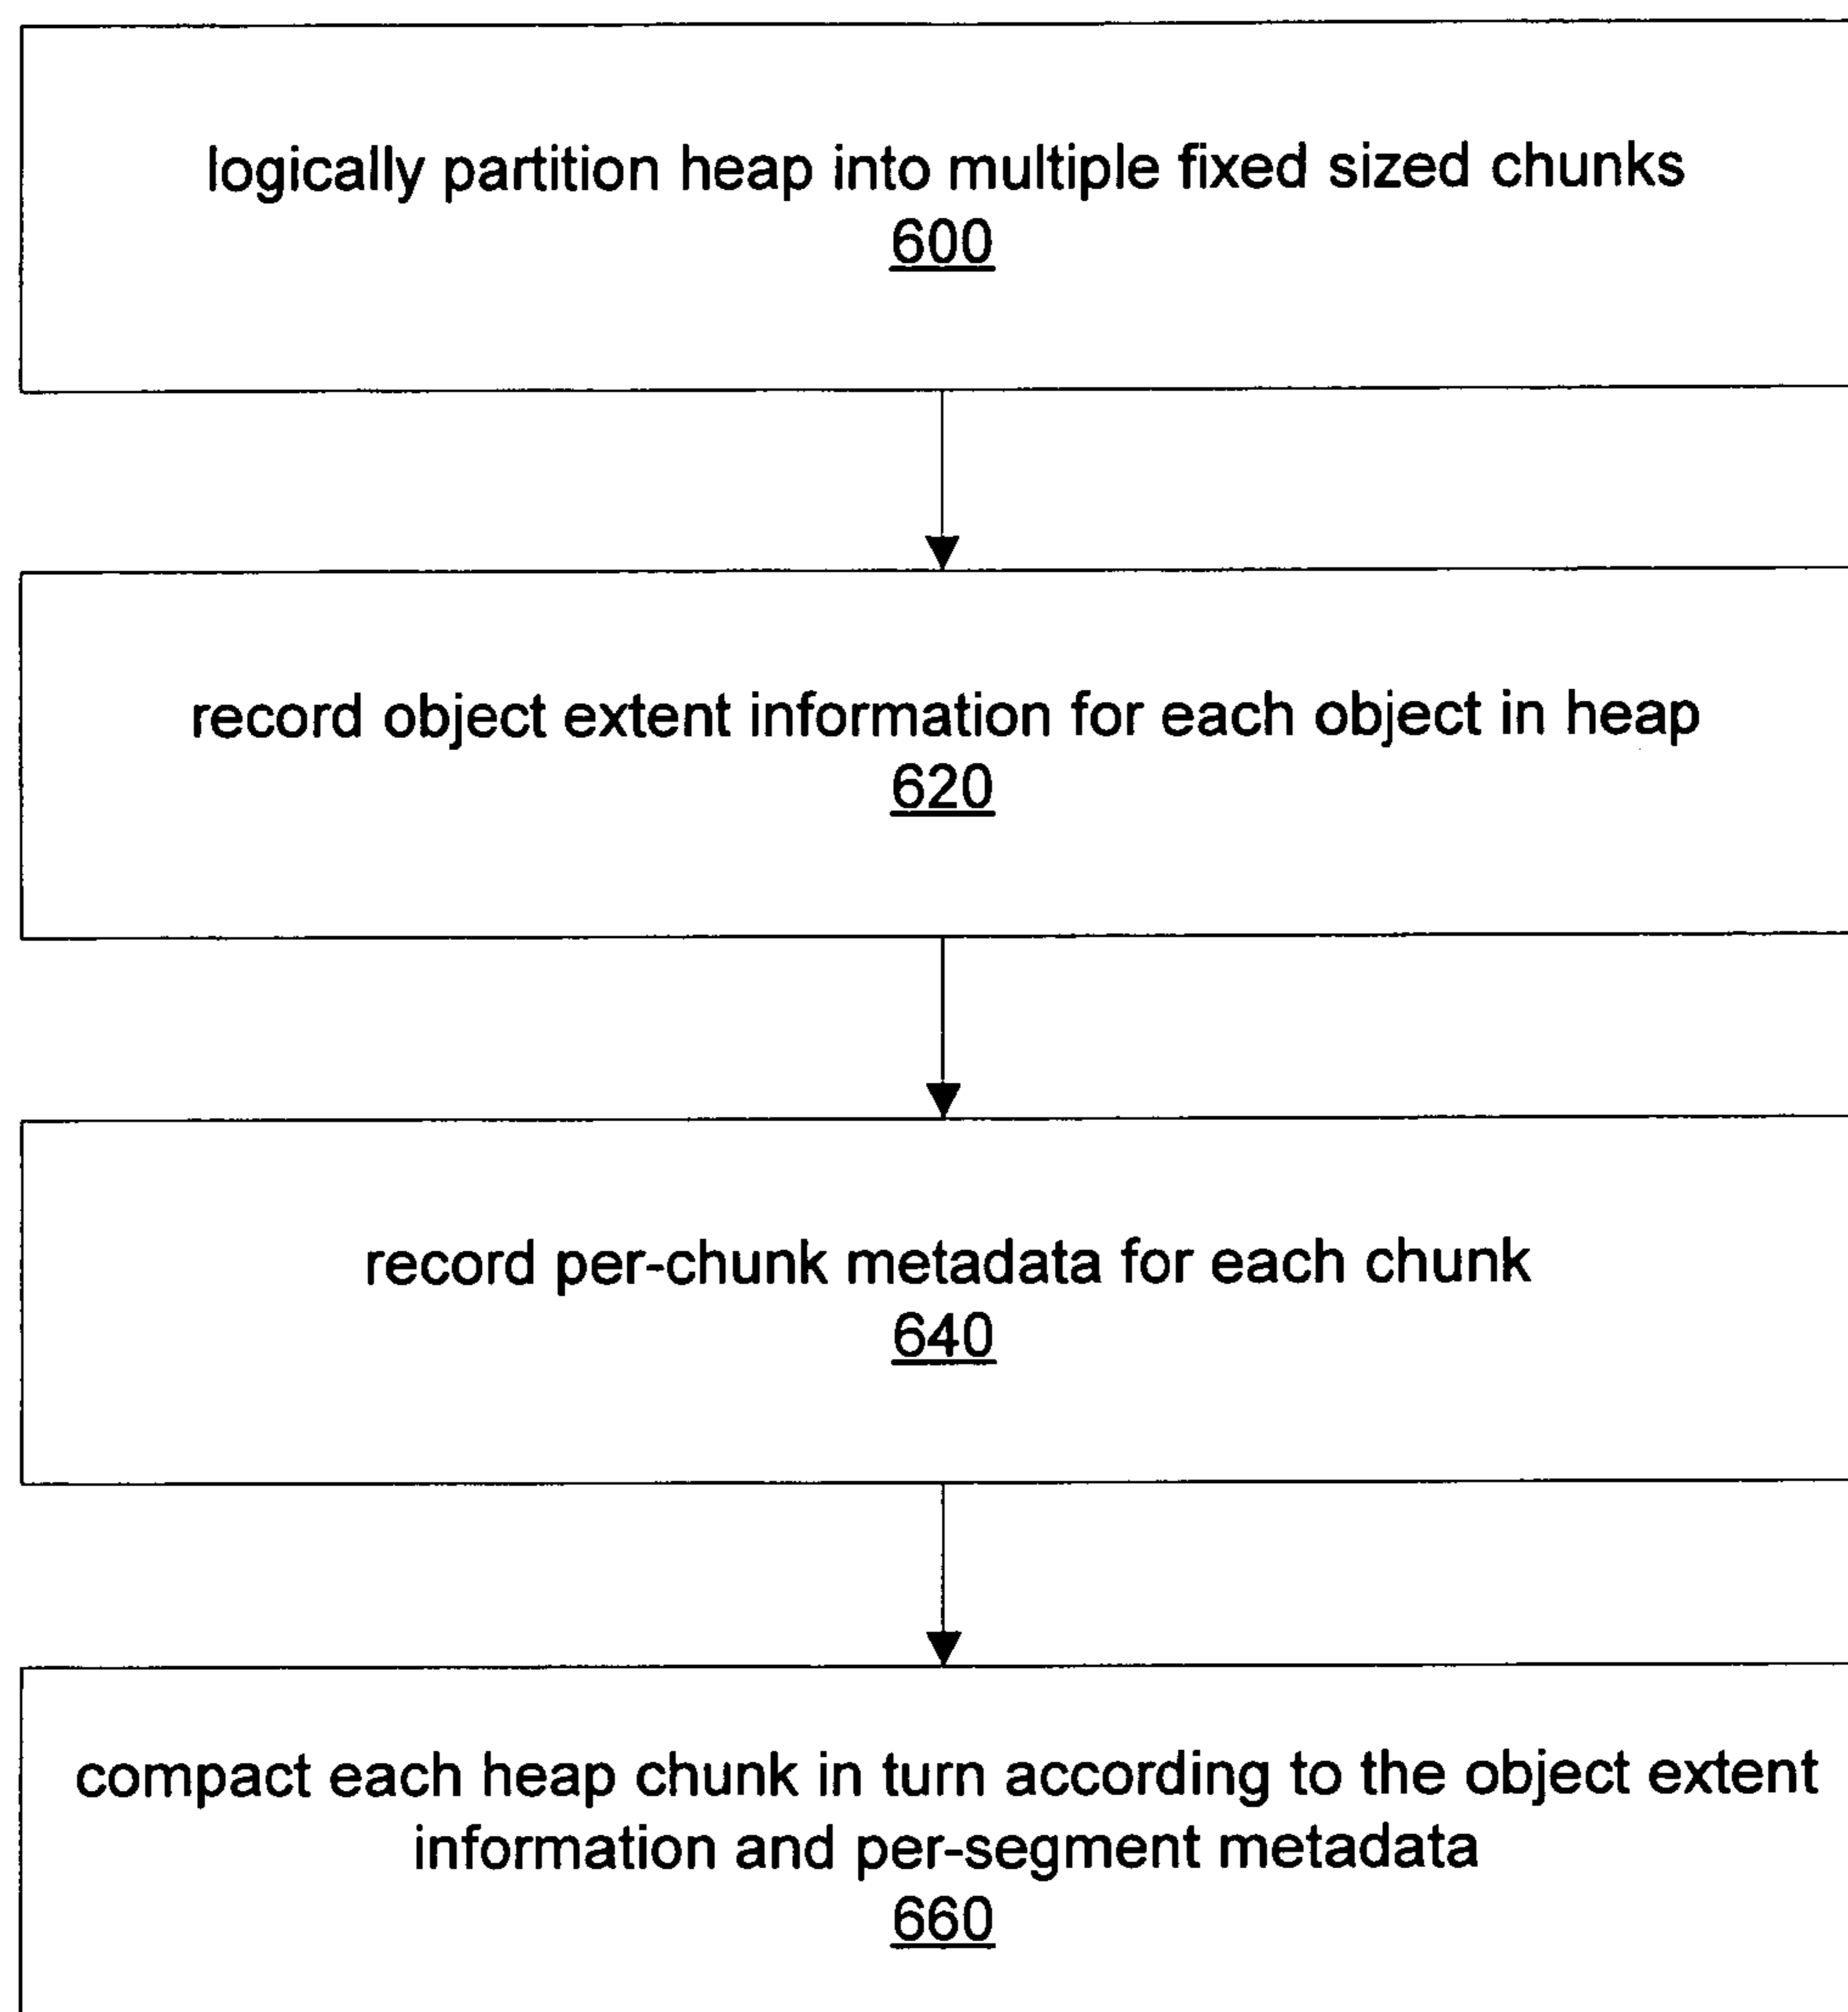 logically partition heap into multiple fixed sized chunks
600
record object extent information for each object in heap
620
record per-chunk metadata for each chunk
640
compact each heap chunk in turn according to the object extent
information and per-segment metadata
660